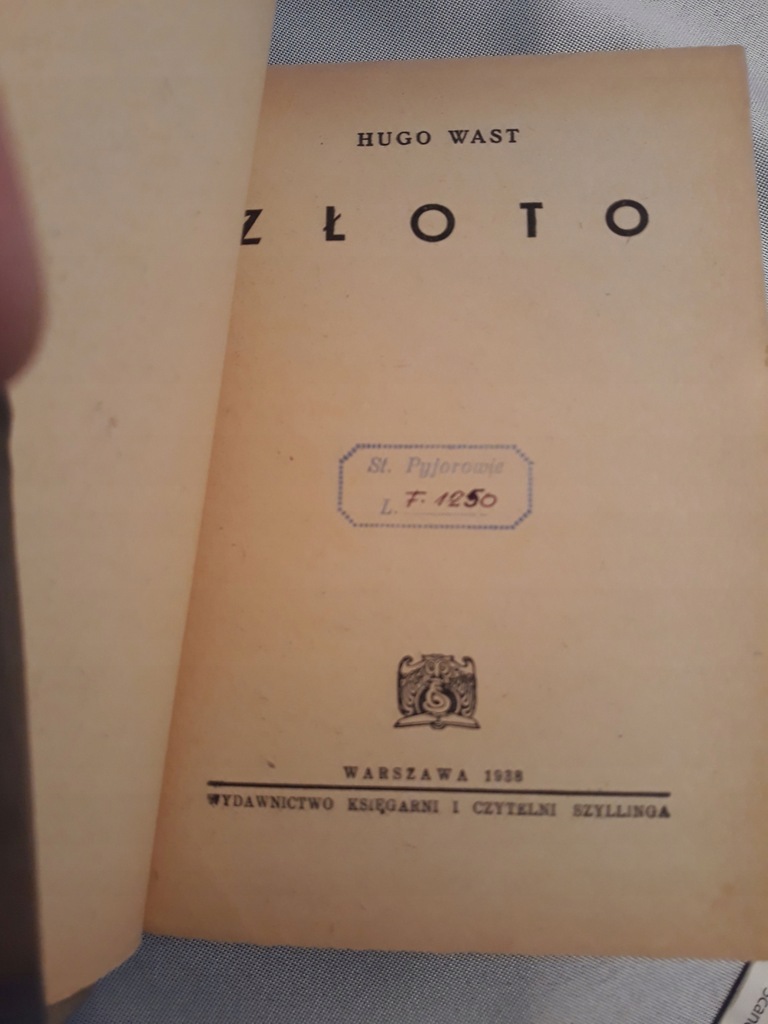 HUGO WAST
ZŁOTO
St. Pyjorowie
L. F. 1250
WARSZAWA 1938
WYDAWNICTWO KSIĘGARNI I CZYTELNI SZYLLINGA